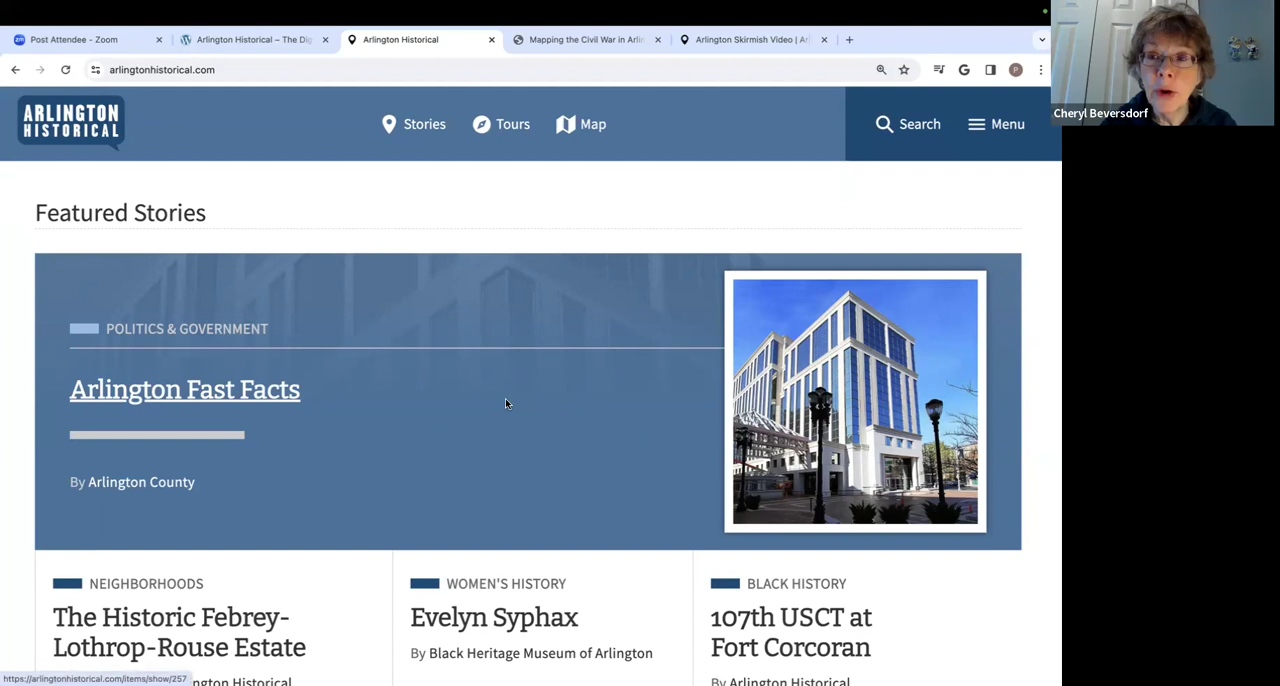 Post Attendee - Zoom
Arlington Historical – The Dig
Arlington Historical
Mapping the Civil War in Arlin
Arlington Skirmish Video | Ar
arlingtonhistorical.com
P
Cheryl Beversdorf
ARLINGTON
HISTORICAL
Stories
Tours
Map
Search
Menu
Featured Stories
POLITICS & GOVERNMENT
Arlington Fast Facts
By Arlington County
NEIGHBORHOODS
The Historic Febrey-
Lothrop-Rouse Estate
WOMEN'S HISTORY
Evelyn Syphax
By Black Heritage Museum of Arlington
BLACK HISTORY
107th USCT at
Fort Corcoran
https://arlingtonhistorical.com/items/show/257
ngton Historical
By Arlington Historical